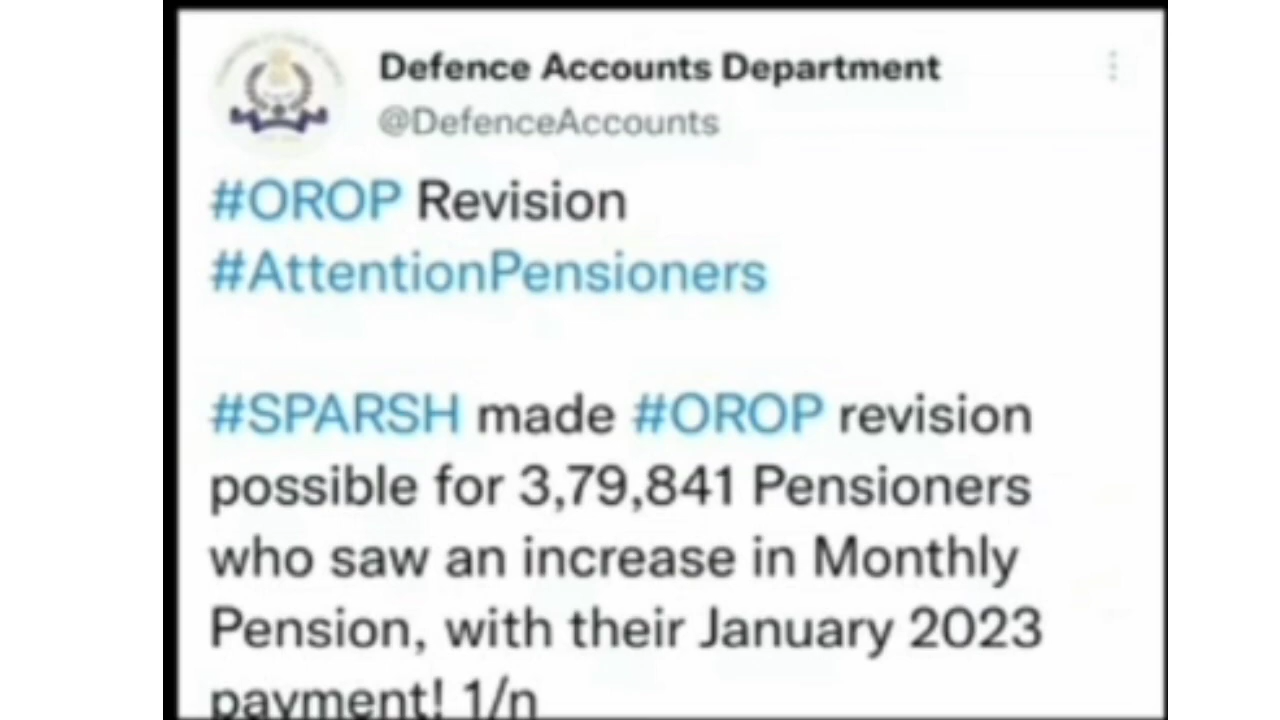 Defence Accounts Department
@DefenceAccounts
#OROP Revision
#AttentionPensioners
#SPARSH made #OROP revision
possible for 3,79,841 Pensioners
who saw an increase in Monthly
Pension, with their January 2023
payment! 1/n